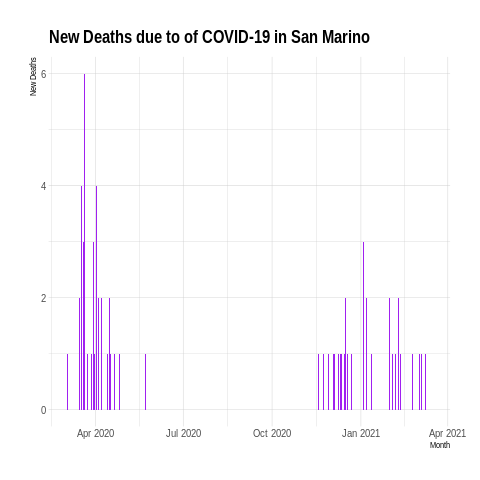 New Deaths due to of COVID-19 in San Marino
New Deaths
6
4
2
0
Apr 2020 Jul 2020 Oct 2020 Jan 2021 Apr 2021
Month